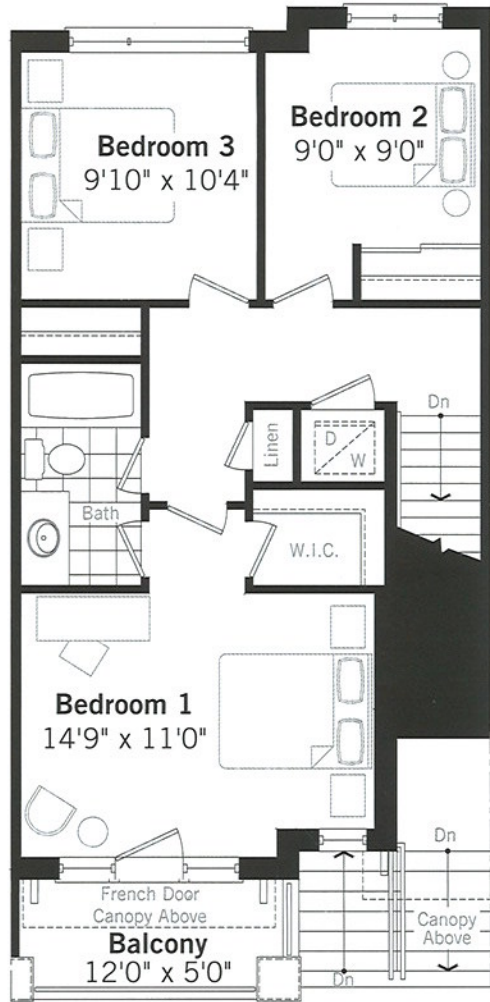 Bedroom 2
9'0" x 9'0"
Bedroom 3
9'10" x 10'4"
Dn
Linen
D
W
Bath
W.I.C.
Bedroom 1
14'9" x 11'0"
Dn
French Door
Canopy Above
Canopy
Above
Balcony
12'0" x 5'0"
Dn